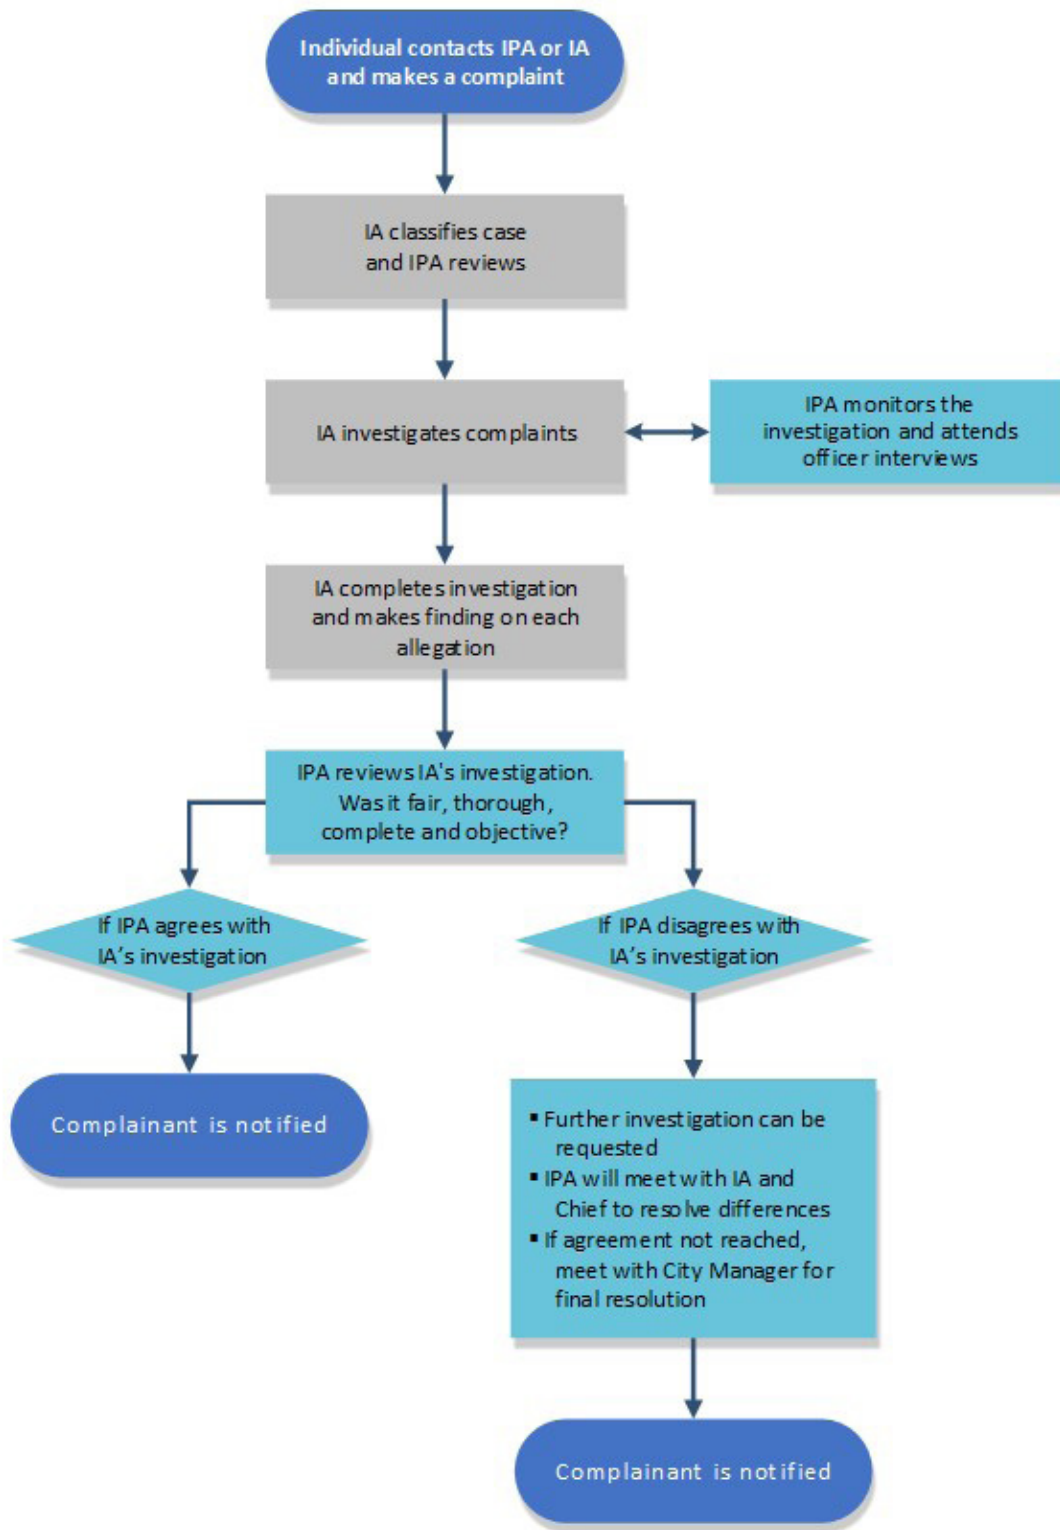 Individual contacts IPA or IA
and makes a complaint
IA classifies case
and IPA reviews
IA investigates complaints
IPA monitors the
investigation and attends
officer interviews
IA completes investigation
and makes finding on each
allegation
IPA reviews IA's investigation.
Was it fair, thorough,
complete and objective?
If IPA agrees with
IA’s investigation
If IPA disagrees with
IA’s investigation
Complainant is notified
▪ Further investigation can be
requested
▪ IPA will meet with IA and
Chief to resolve differences
▪ If agreement not reached,
meet with City Manager for
final resolution
Complainant is notified